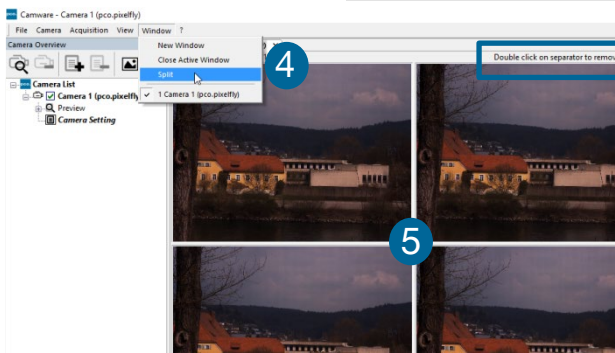 Camware - Camera 1 (pco.pixelfly)
File Camera Acquisition View Window ?
Camera Overview
New Window
Close Active Window
Split
1 Camera 1 (pco.pixelfly)
4
Double click on separator to remov
Camera List
Camera 1 (pco.pixelfly
Preview
Camera Setting
5